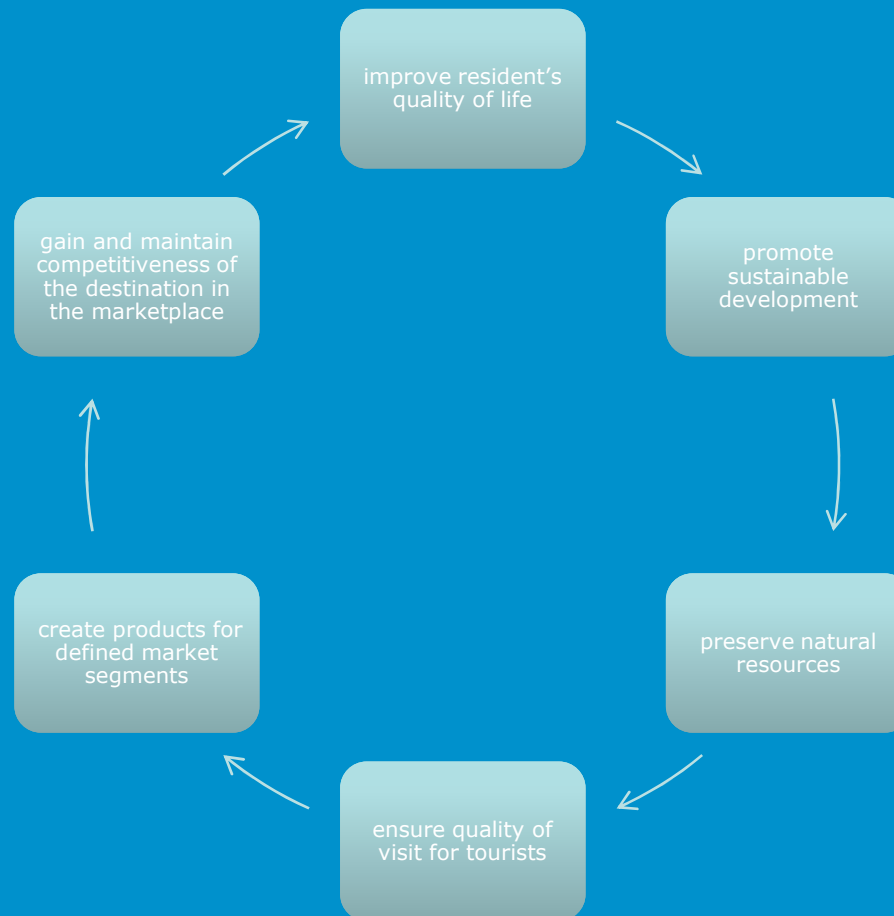 improve resident’s
quality of life
promote
sustainable
development
preserve natural
resources
ensure quality of
visit for tourists
create products for
defined market
segments
gain and maintain
competitiveness of
the destination in
the marketplace